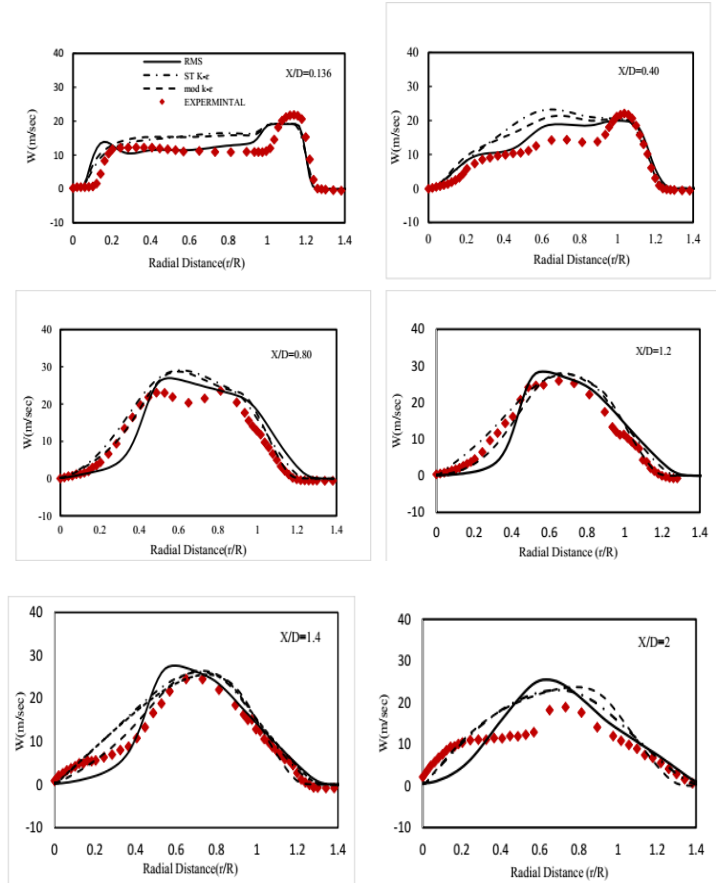 40
30
20
10
0
-10
W(m/sec)
RMS
ST K-ε
mod k-ε
EXPERMINTAL
X/D=0.136
0 0.2 0.4 0.6 0.8 1 1.2 1.4
Radial Distance(r/R)
40
30
20
10
0
-10
W(m/sec)
X/D=0.40
0 0.2 0.4 0.6 0.8 1 1.2 1.4
Radial Distance(r/R)
40
30
20
10
0
-10
W(m/sec)
X/D=0.80
0 0.2 0.4 0.6 0.8 1 1.2 1.4
Radial Distance (r/R)
40
30
20
10
0
-10
W(m/sec)
X/D=1.2
0 0.2 0.4 0.6 0.8 1 1.2 1.4
Radial Distance (r/R)
40
30
20
10
0
-10
W(m/sec)
X/D=1.4
0 0.2 0.4 0.6 0.8 1 1.2 1.4
Radial Distance(r/R)
40
30
20
10
0
-10
W(m/sec)
X/D=2
0 0.2 0.4 0.6 0.8 1 1.2 1.4
Radial Distance (r/R)